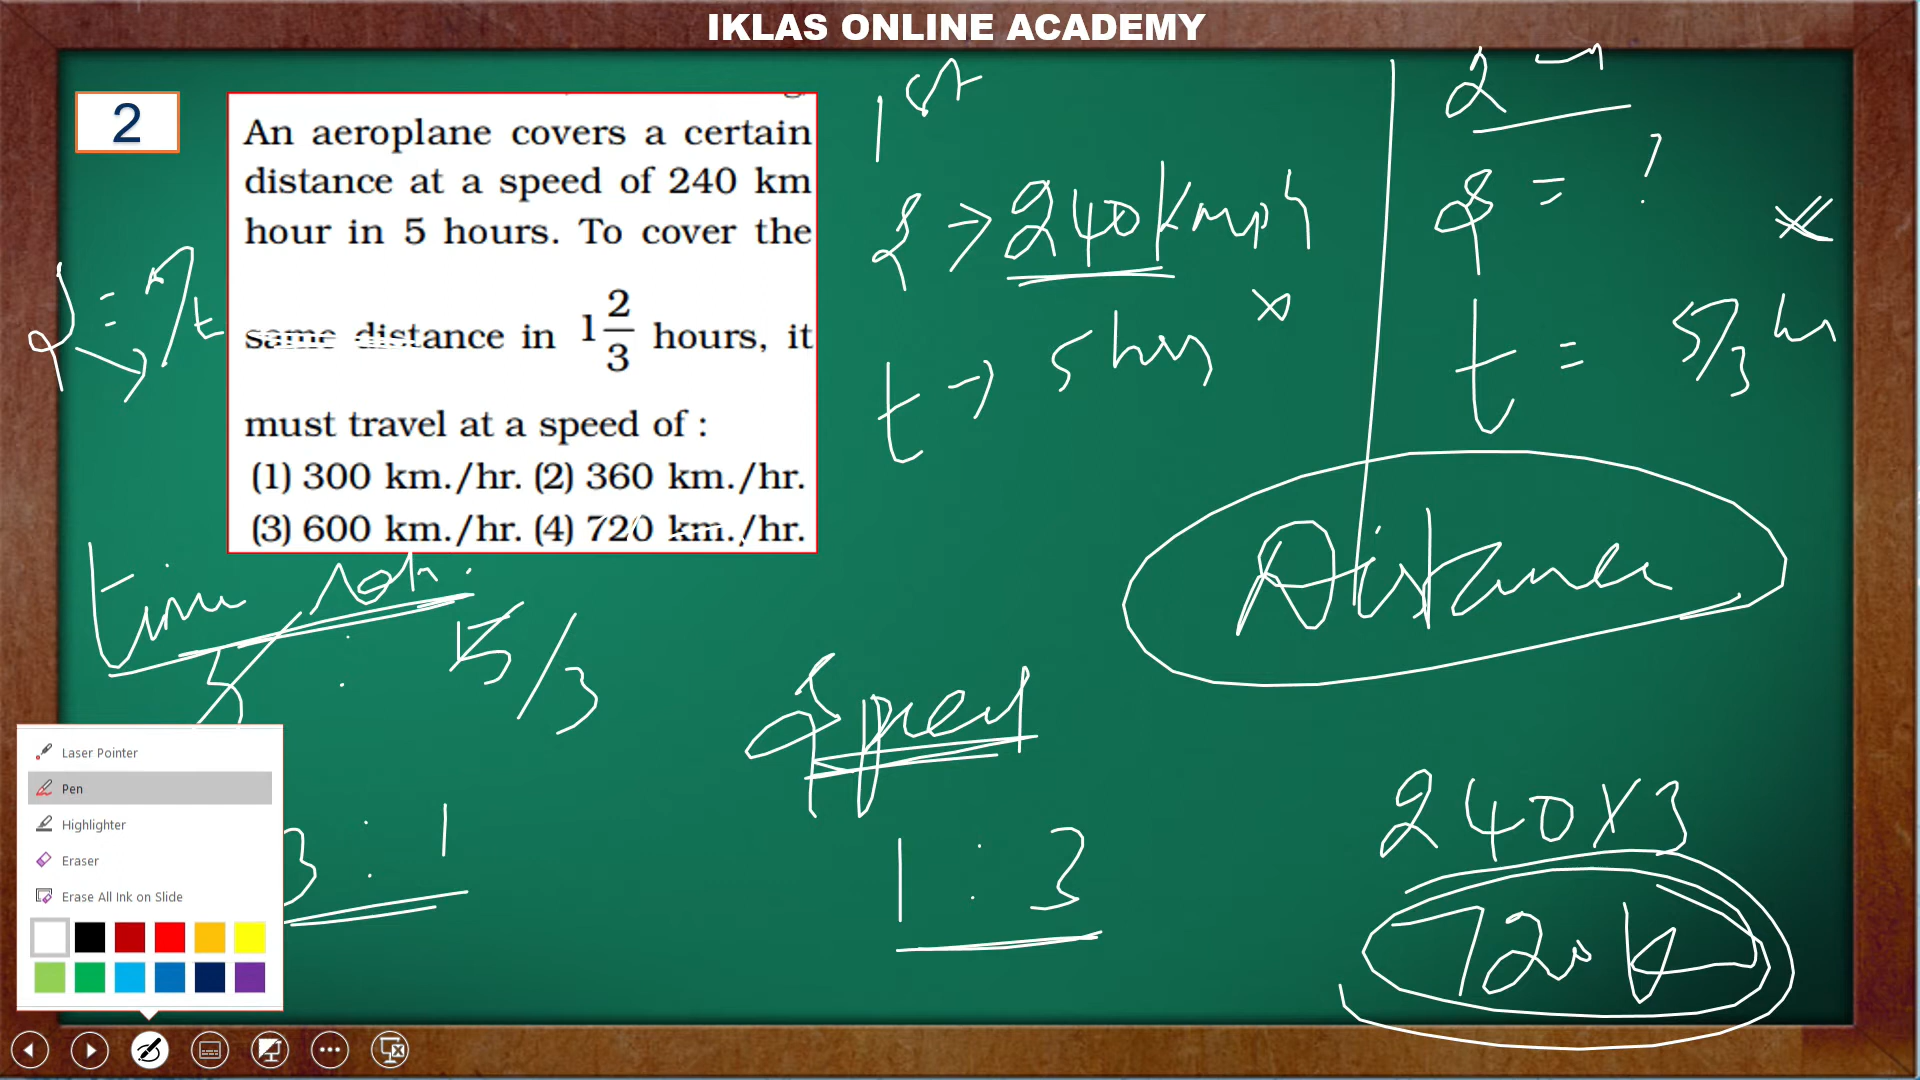 IKLAS ONLINE ACADEMY
2
An aeroplane covers a certain
distance at a speed of 240 km
hour in 5 hours. To cover the
same distance in 1 2/3 hours, it
must travel at a speed of :
(1) 300 km./hr. (2) 360 km./hr.
(3) 600 km./hr. (4) 720 km./hr.
1st
S → 240 kmph
t → 5 hrs
2
S = ?
t = 5/3 hr
Distance
time
5 : 5/3
3 : 1
Speed
1 : 3
240 x 3
720 k
Laser Pointer
Pen
Highlighter
Eraser
Erase All Ink on Slide